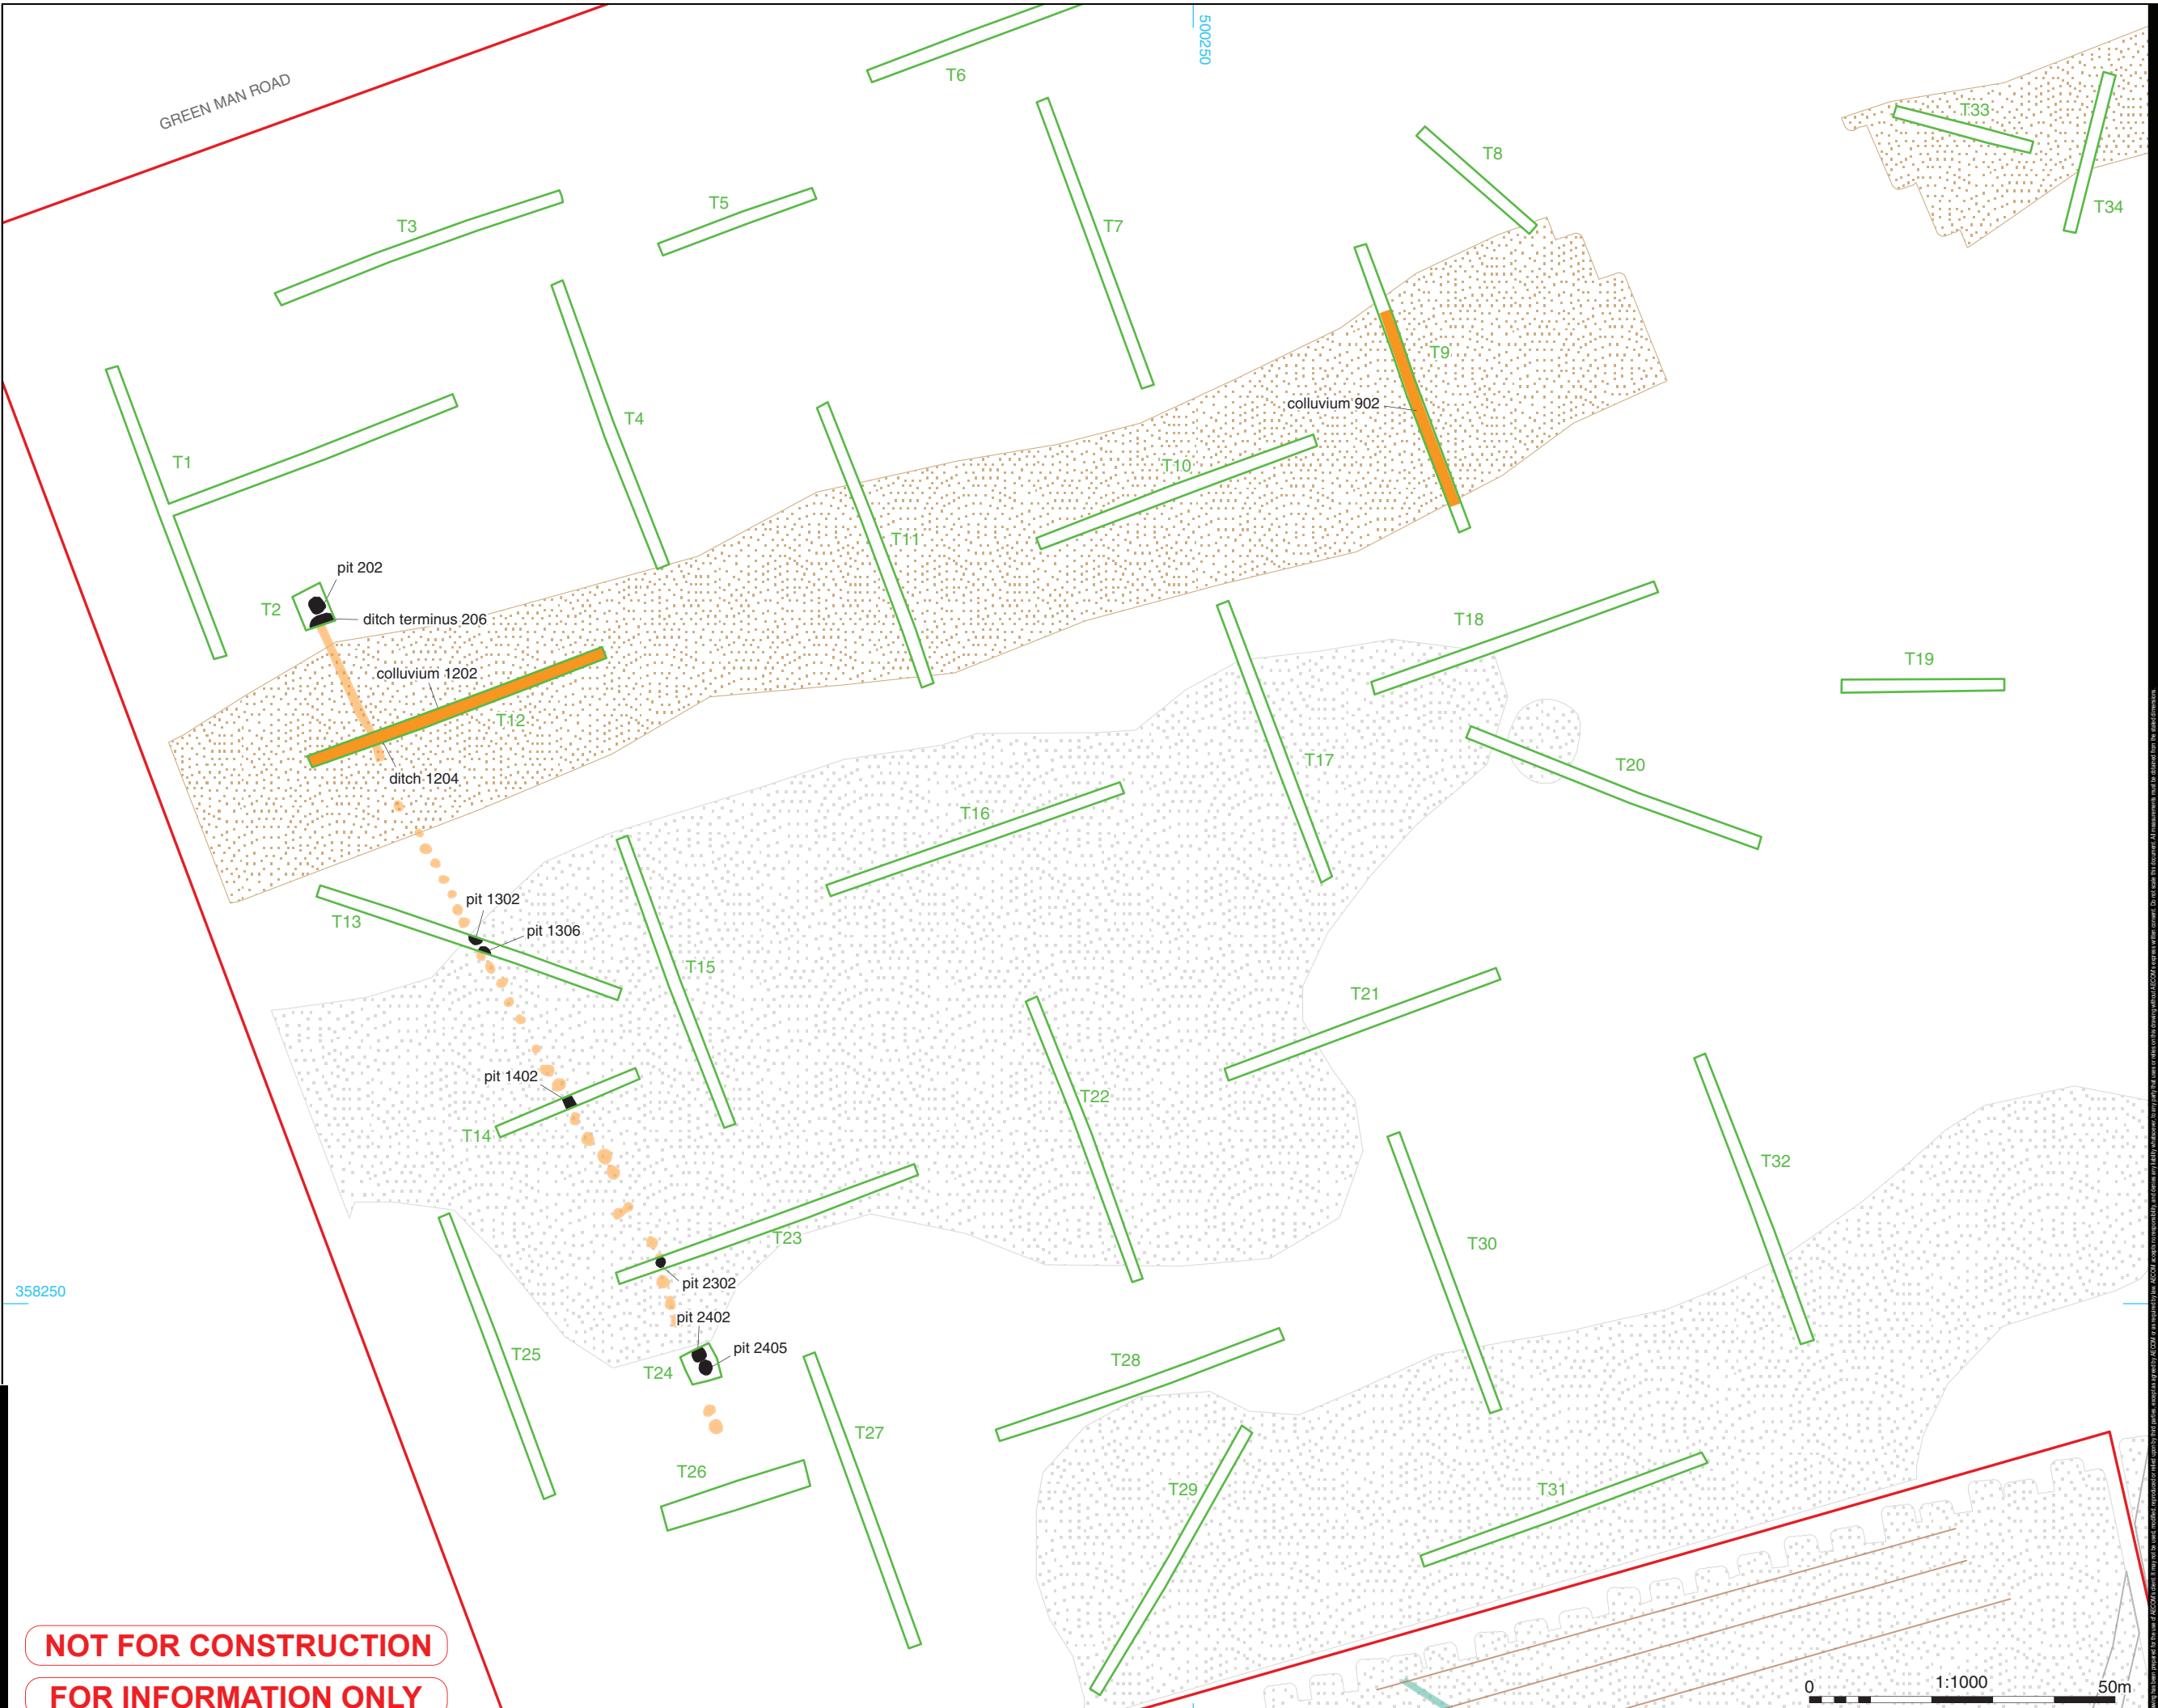 500250
GREEN MAN ROAD
T6
T33
T8
T34
T5
T3
T7
T9
colluvium 902
T4
T1
T10
T11
pit 202
T2
ditch terminus 206
T18
T19
colluvium 1202
T12
T17
T20
ditch 1204
T16
pit 1302
T13
pit 1306
T15
T21
pit 1402
T22
T14
T32
T23
T30
pit 2302
358250
pit 2402
pit 2405
T25
T24
T28
T27
T26
T29
T31
NOT FOR CONSTRUCTION
FOR INFORMATION ONLY
0
1:1000
50m